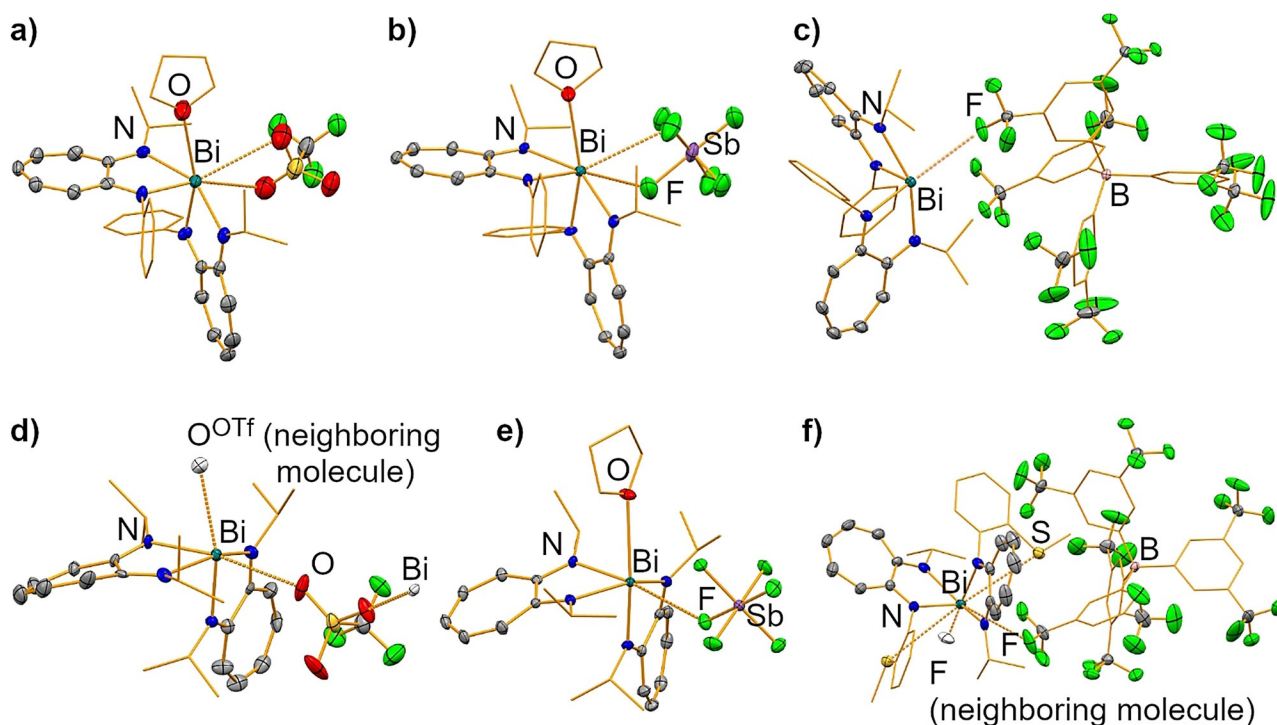 a)
O
N
Bi
b)
O
N
Bi
Sb
F
c)
N
F
Bi
B
d)
O^OTf (neighboring
molecule)
N
Bi
O
Bi
e)
O
N
Bi
F
Sb
f)
S
B
Bi
N
F
F
(neighboring molecule)